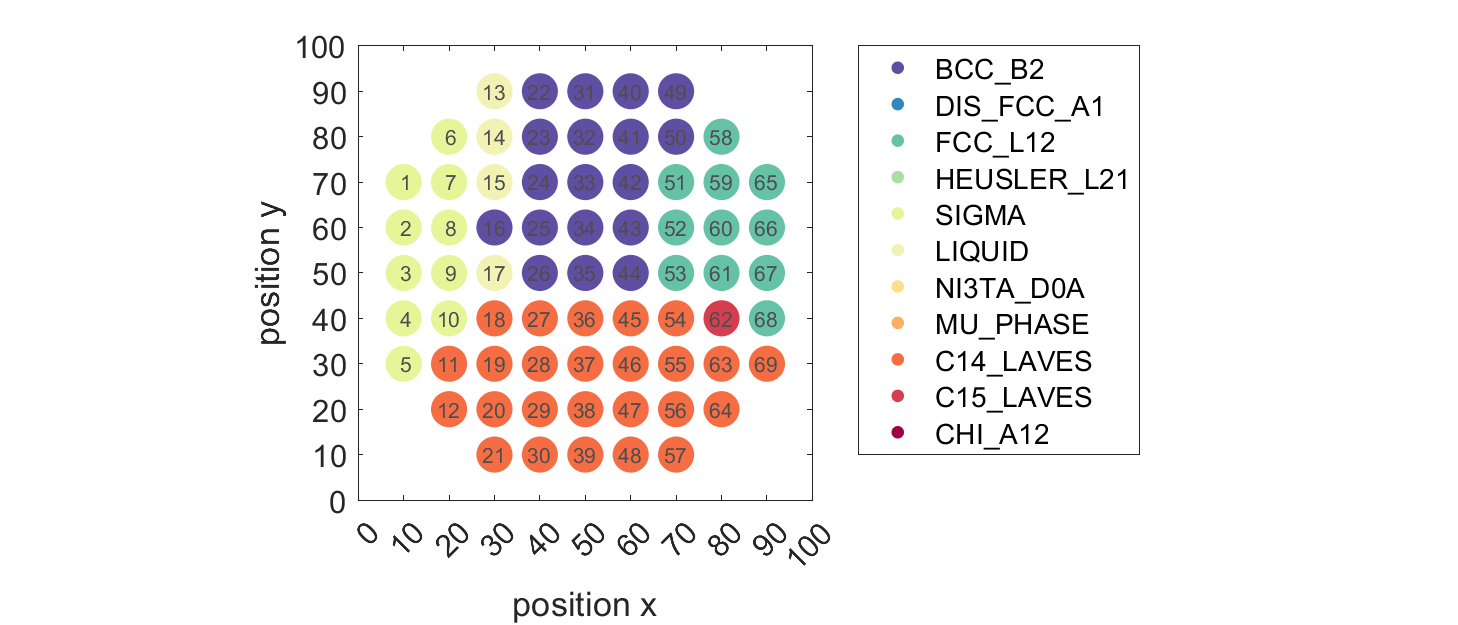 100
90 13 22 31 40 49
80 6 14 23 32 41 50 58
70 1 7 15 24 33 42 51 59 65
60 2 8 16 25 34 43 52 60 66
50 3 9 17 26 35 44 53 61 67
40 4 10 18 27 36 45 54 62 68
30 5 11 19 28 37 46 55 63 69
20 12 20 29 38 47 56 64
10 21 30 39 48 57
0
0 10 20 30 40 50 60 70 80 90 100
position x
position y
BCC_B2
DIS_FCC_A1
FCC_L12
HEUSLER_L21
SIGMA
LIQUID
NI3TA_D0A
MU_PHASE
C14_LAVES
C15_LAVES
CHI_A12